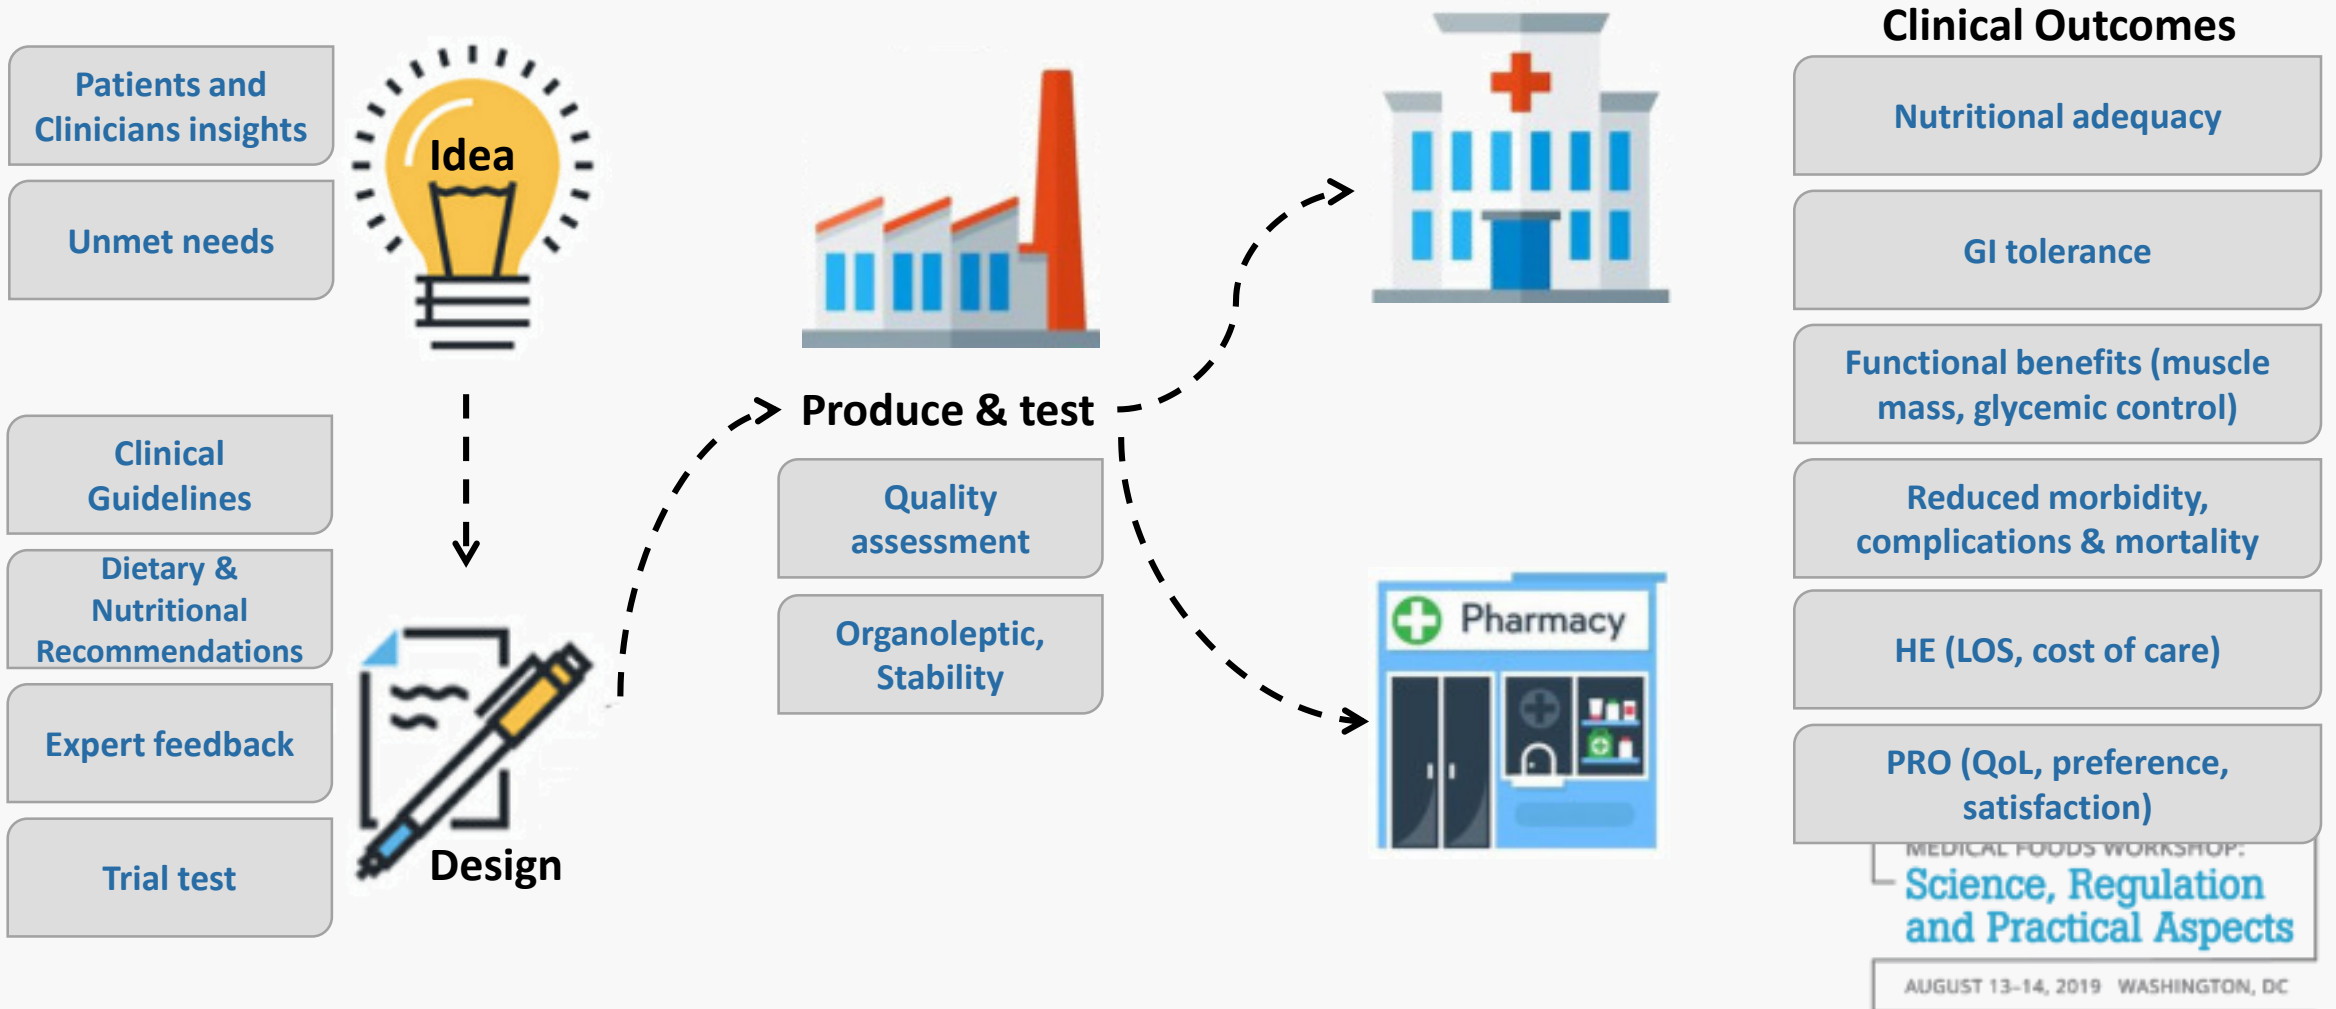 Patients and
Clinicians insights
Unmet needs
Idea
Clinical
Guidelines
Dietary &
Nutritional
Recommendations
Expert feedback
Trial test
Design
Produce & test
Quality
assessment
Organoleptic,
Stability
Pharmacy
Clinical Outcomes
Nutritional adequacy
GI tolerance
Functional benefits (muscle
mass, glycemic control)
Reduced morbidity,
complications & mortality
HE (LOS, cost of care)
PRO (QoL, preference,
satisfaction)
MEDICAL FOODS WORKSHOP:
Science, Regulation
and Practical Aspects
AUGUST 13–14, 2019 WASHINGTON, DC